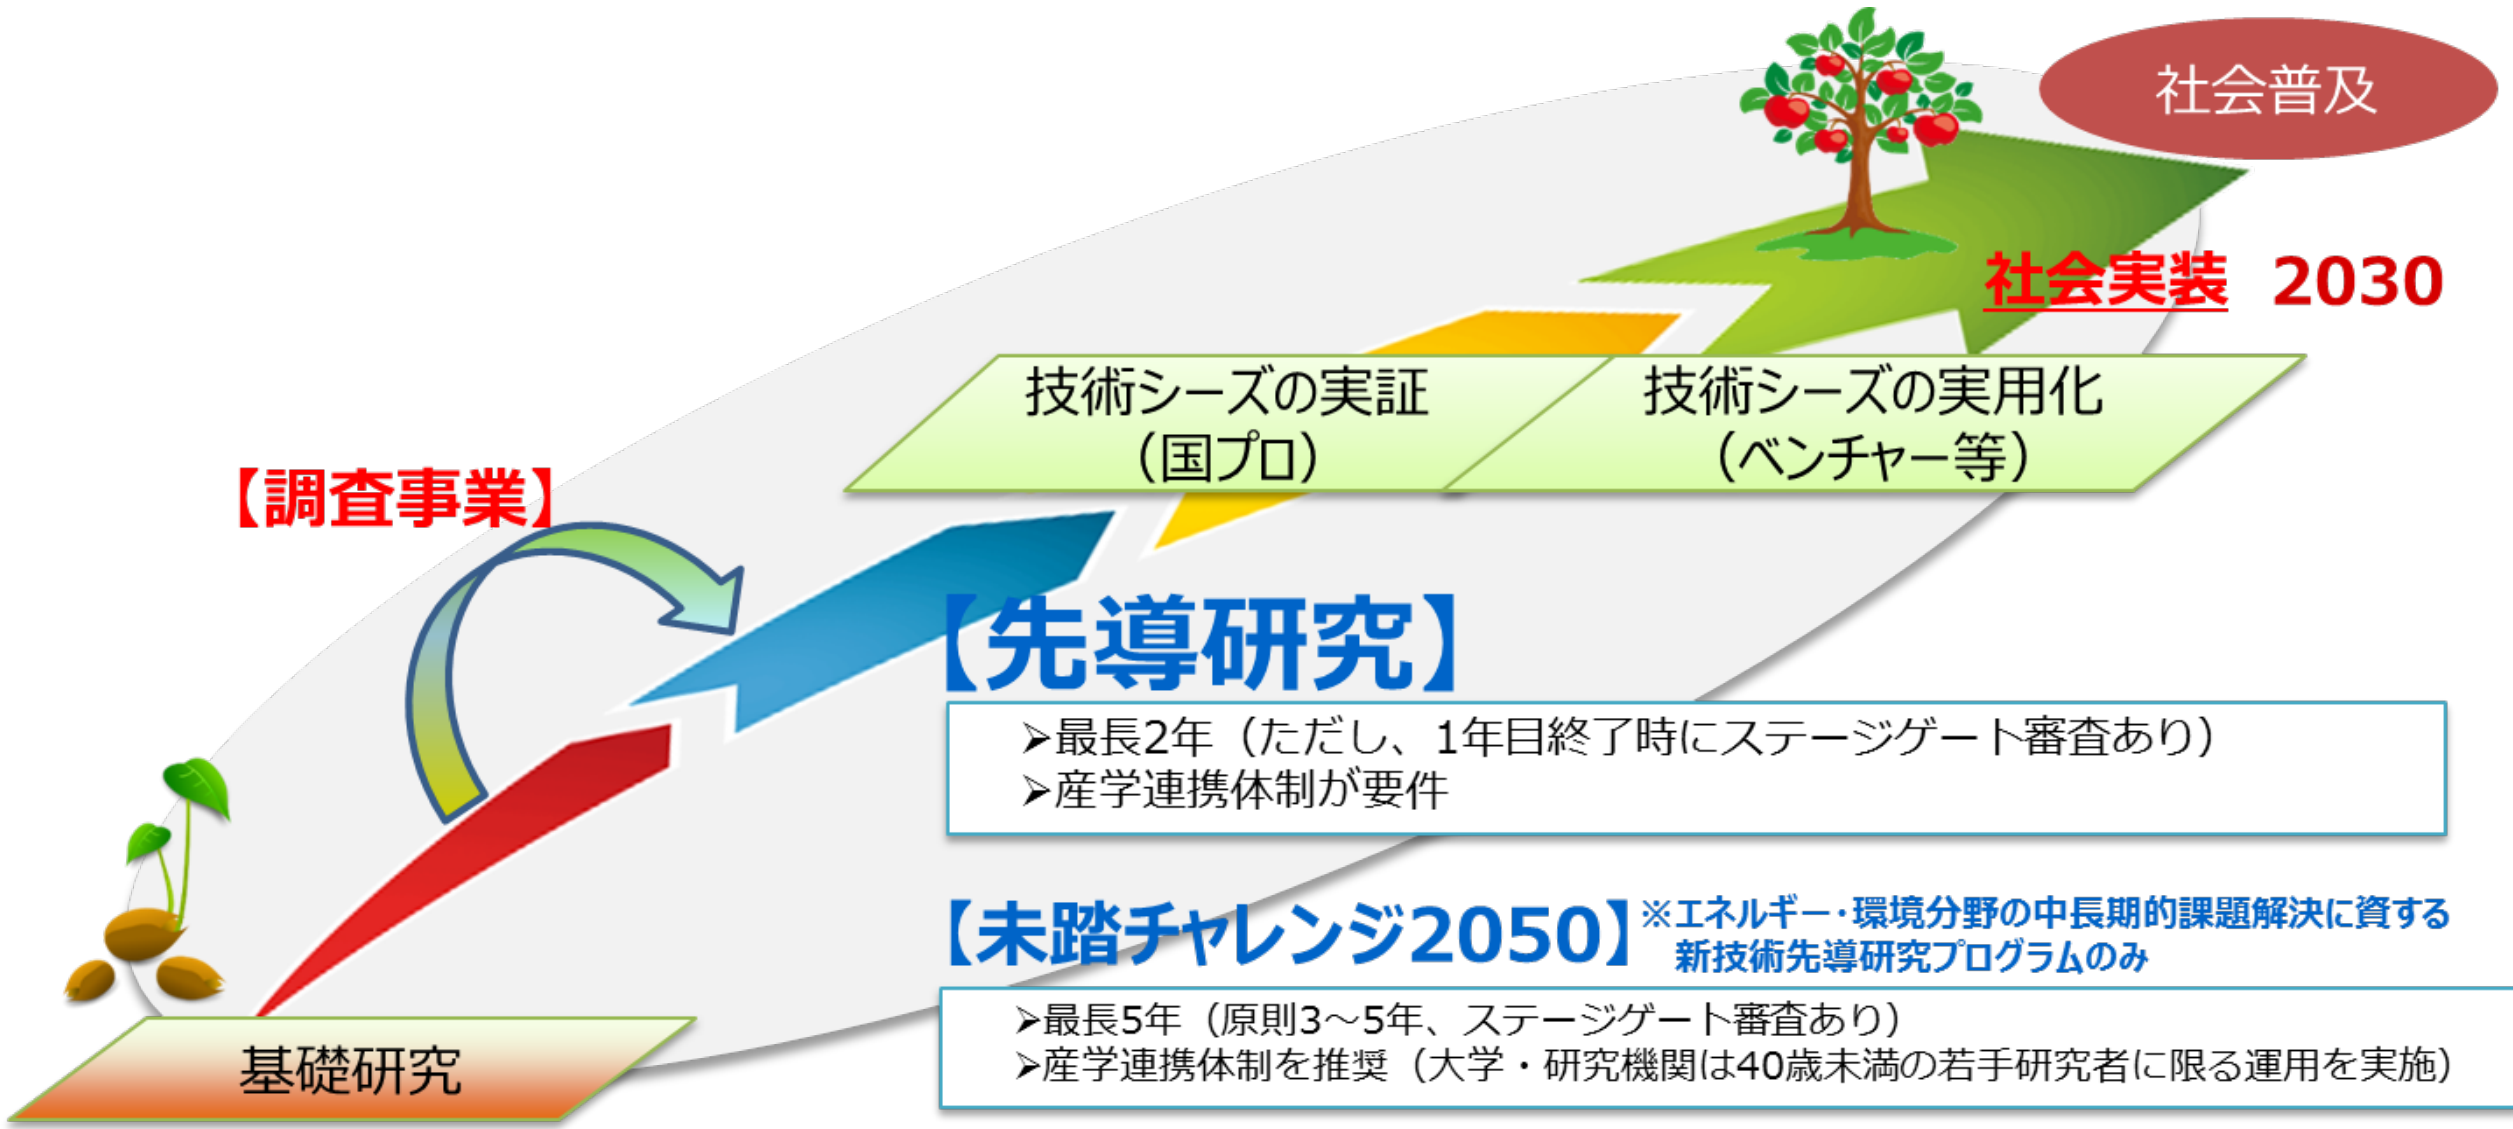 社会普及
社会実装 2030
技術シーズの実証
（国プロ）
技術シーズの実用化
（ベンチャー等）
【調査事業】
【先導研究】
➢最長2年（ただし、1年目終了時にステージゲート審査あり）
➢産学連携体制が要件
【未踏チャレンジ2050】※エネルギー・環境分野の中長期的課題解決に資する
新技術先導研究プログラムのみ
➢最長5年（原則3～5年、ステージゲート審査あり）
➢産学連携体制を推奨（大学・研究機関は40歳未満の若手研究者に限る運用を実施）
基礎研究